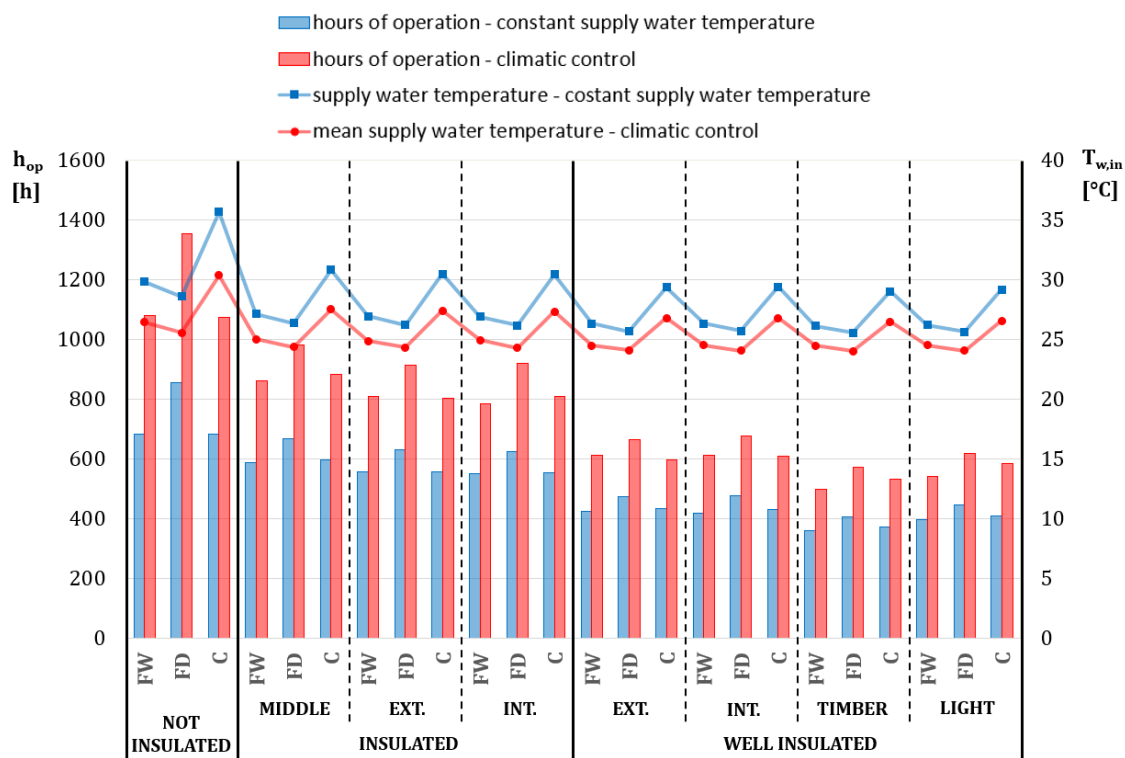 hours of operation - constant supply water temperature
hours of operation - climatic control
supply water temperature - costant supply water temperature
mean supply water temperature - climatic control
h_op
[h]
T_w,in
[°C]
1600
1400
1200
1000
800
600
400
200
0
40
35
30
25
20
15
10
5
0
FW FD C FW FD C FW FD C FW FD C FW FD C FW FD C FW FD C FW FD C
MIDDLE EXT. INT. EXT. INT. TIMBER LIGHT
NOT
INSULATED INSULATED WELL INSULATED